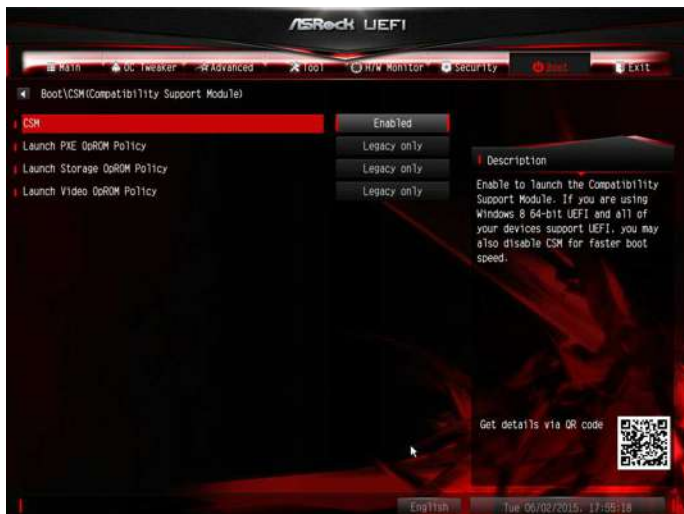 ASRock UEFI
Main OC Tweaker Advanced Tool H/W Monitor Security Boot Exit
Boot\CSM(Compatibility Support Module)
CSM Enabled
Launch PXE OpROM Policy Legacy only
Launch Storage OpROM Policy Legacy only
Launch Video OpROM Policy Legacy only
Description
Enable to launch the Compatibility
Support Module. If you are using
Windows 8 64-bit UEFI and all of
your devices support UEFI, you may
also disable CSM for faster boot
speed.
Get details via QR code
English Tue 06/02/2015, 17:55:18